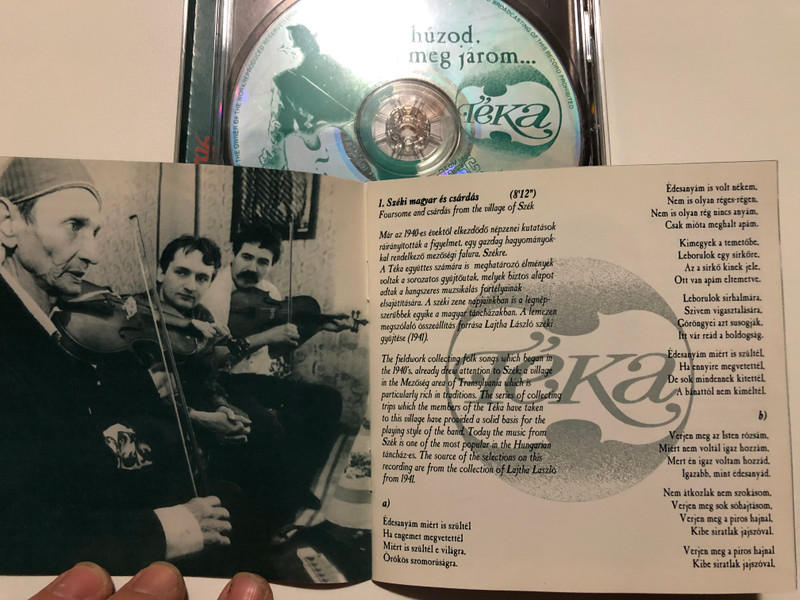 THE OWNER OF THE WORK REPRODUCED RESERVED
BROADCASTING OF THIS RECORD PROHIBITED
húzod,
meg járom...
Téka
1. Széki magyar és csárdás (8'12")
Foursome and csárdás from the village of Szék
Már az 1940-es évektől elkezdődő népzenei kutatások
ráirányították a figyelmet, egy gazdag hagyományok-
kal rendelkező mezőségi falura, Székre.
A Téka együttes számára is meghatározó élmények
voltak a sorozatos gyűjtőutak, melyek biztos alapot
adtak a hangszeres muzsikálás fortélyainak
elsajátítására. A széki zene napjainkban is a legnép-
szerűbbek egyike a magyar táncházakban. A lemezen
megszólaló összeállítás forrása Lajtha László széki
gyűjtése (1941).
The fieldwork collecting folk songs which began in
the 1940's, already drew attention to Szék; a village
in the Mezőség area of Transylvania which is
particularly rich in traditions. The series of collecting
trips which the members of the Téka have taken
to this village have provided a solid basis for the
playing style of the band. Today the music from
Szék is one of the most popular in the Hungarian
táncház-es. The source of the selections on this
recording are from the collection of Lajtha László
from 1941.
a)
Édesanyám miért is szültél
Ha engemet megvetettél
Miért is szültél e világra,
Örökös szomorúságra.
Téka
Édesanyám is volt nékem,
Nem is olyan réges-régen,
Nem is olyan rég nincs anyám,
Csak mióta meghalt apám.
Kimegyek a temetőbe,
Leborulok egy sírkőre,
Az a sírkő kinek jele,
Ott van apám eltemetve.
Leborulok sírhalmára,
Szívem vigasztalására,
Göröngyei azt susogják,
Itt vár reád a boldogság.
Édesanyám miért is szültél,
Ha ennyire megvetettél,
De sok mindennek kitettél,
A bánattól nem kíméltél.
b)
Verjen meg az Isten rózsám,
Miért nem voltál igaz hozzám,
Mert én igaz voltam hozzád,
Igazabb, mint édesanyád.
Nem átkozlak nem szokásom,
Verjen meg sok sóhajtásom,
Verjen meg a piros hajnal,
Kibe siratlak jajszóval.
Verjen meg a piros hajnal
Kibe siratlak jajszóval,